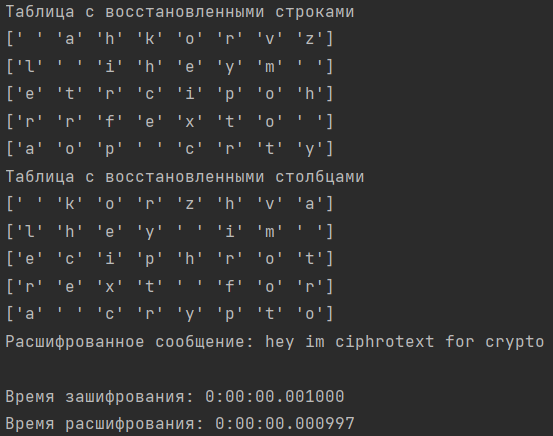 Таблица с восстановленными строками
[' ' 'a' 'h' 'k' 'o' 'r' 'v' 'z']
['l' ' ' 'i' 'h' 'e' 'y' 'm' ' ']
['e' 't' 'r' 'c' 'i' 'p' 'o' 'h']
['r' 'r' 'f' 'e' 'x' 't' 'o' ' ']
['a' 'o' 'p' ' ' 'c' 'r' 't' 'y']
Таблица с восстановленными столбцами
[' ' 'k' 'o' 'r' 'z' 'h' 'v' 'a']
['l' 'h' 'e' 'y' ' ' 'i' 'm' ' ']
['e' 'c' 'i' 'p' 'h' 'r' 'o' 't']
['r' 'e' 'x' 't' ' ' 'f' 'o' 'r']
['a' ' ' 'c' 'r' 'y' 'p' 't' 'o']
Расшифрованное сообщение: hey im ciphrotext for crypto
Время зашифрования: 0:00:00.001000
Время расшифрования: 0:00:00.000997